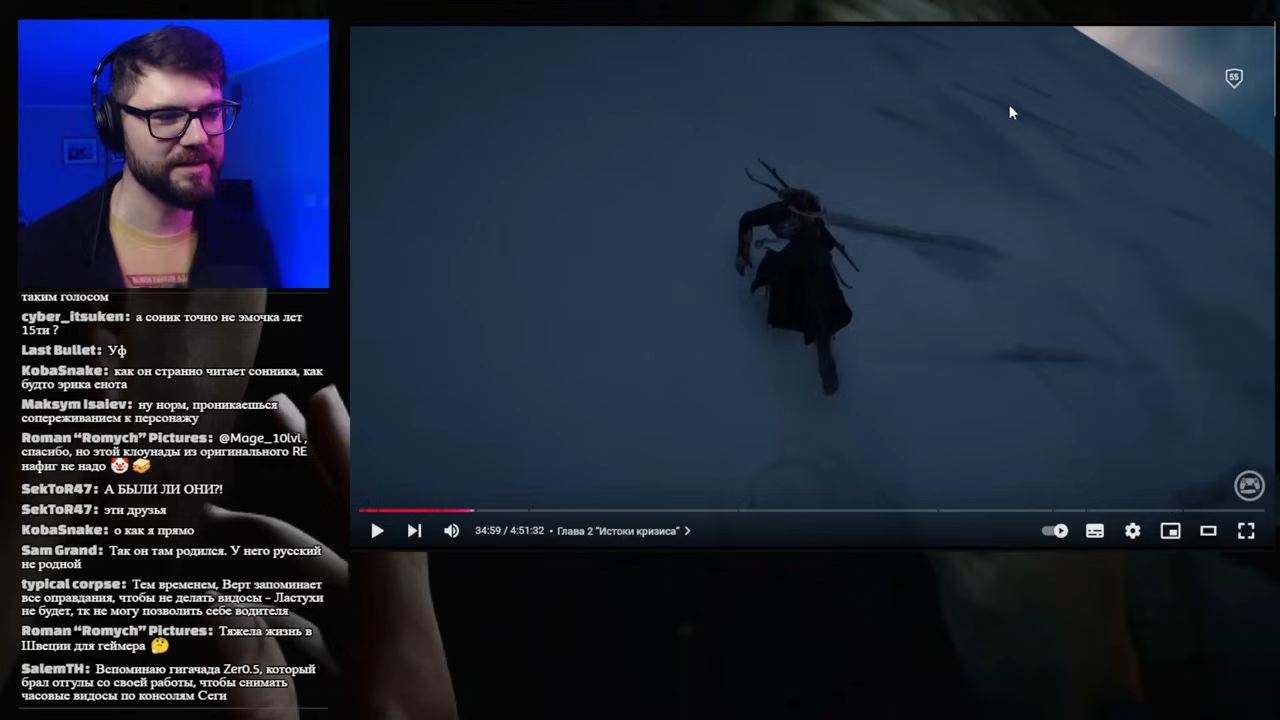 таким голосом
cyber_itsuken: а соник точно не эмочка лет
15ти ?
Last Bullet: Уф
KobaSnake: как он странно читает сонника, как
будто эрика енота
Maksym Isaiev: ну норм, проникаешься
сопереживанием к персонажу
Roman “Romych” Pictures: @Mage_10lvl ,
спасибо, но этой клоунады из оригинального RE
нафиг не надо 🤡 🥪
SekToR47: А БЫЛИ ЛИ ОНИ?!
SekToR47: эти друзья
KobaSnake: о как я прямо
Sam Grand: Так он там родился. У него русский
не родной
typical corpse: Тем временем, Верт запоминает
все оправдания, чтобы не делать видосы - Ластухи
не будет, тк не могу позволить себе водителя
Roman “Romych” Pictures: Тяжела жизнь в
Швеции для геймера 🤔
SalemTH: Вспоминаю гигачада Zer0.5, который
брал отгулы со своей работы, чтобы снимать
часовые видосы по консолям Сеги
55
34:59 / 4:51:32 • Глава 2 “Истоки кризиса” >